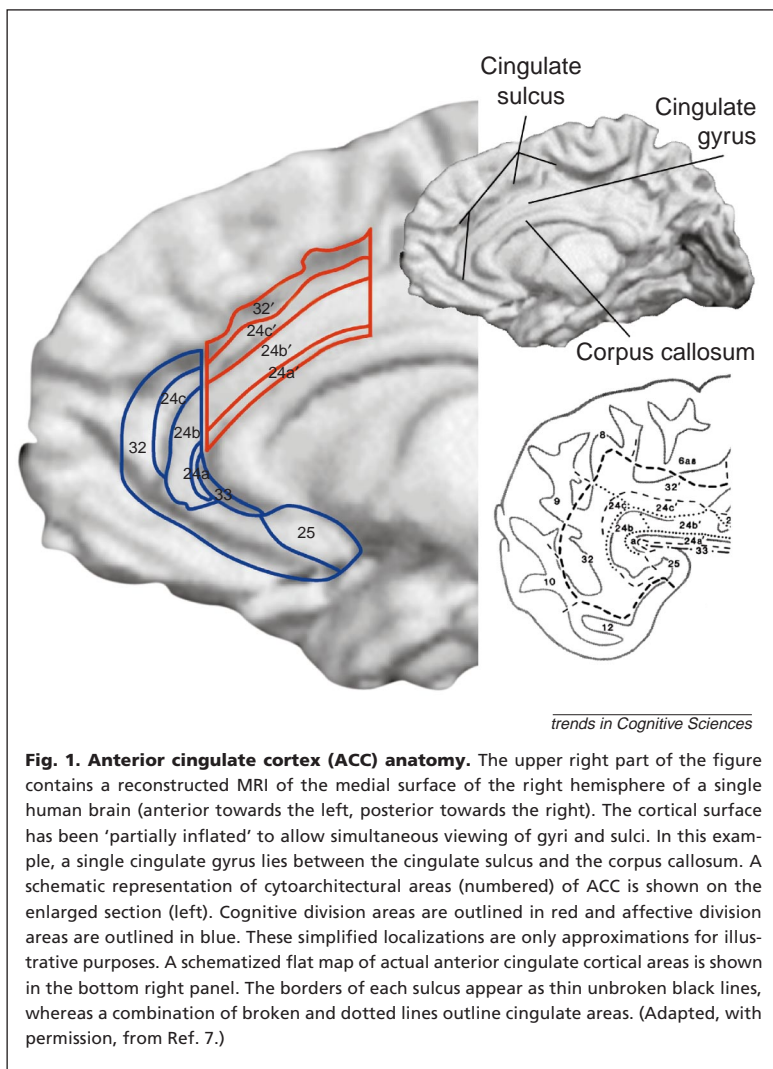 Cingulate
sulcus
Cingulate
gyrus
Corpus callosum
32′
24c′
24b′
24a′
24c
24b
32
24a
33
25
8
6aβ
32′
9
24c
24c′
24b
24b′
2
a
24a′
33
32
25
10
12
trends in Cognitive Sciences
Fig. 1. Anterior cingulate cortex (ACC) anatomy. The upper right part of the figure
contains a reconstructed MRI of the medial surface of the right hemisphere of a single
human brain (anterior towards the left, posterior towards the right). The cortical surface
has been ‘partially inflated’ to allow simultaneous viewing of gyri and sulci. In this exam-
ple, a single cingulate gyrus lies between the cingulate sulcus and the corpus callosum. A
schematic representation of cytoarchitectural areas (numbered) of ACC is shown on the
enlarged section (left). Cognitive division areas are outlined in red and affective division
areas are outlined in blue. These simplified localizations are only approximations for illus-
trative purposes. A schematized flat map of actual anterior cingulate cortical areas is shown
in the bottom right panel. The borders of each sulcus appear as thin unbroken black lines,
whereas a combination of broken and dotted lines outline cingulate areas. (Adapted, with
permission, from Ref. 7.)